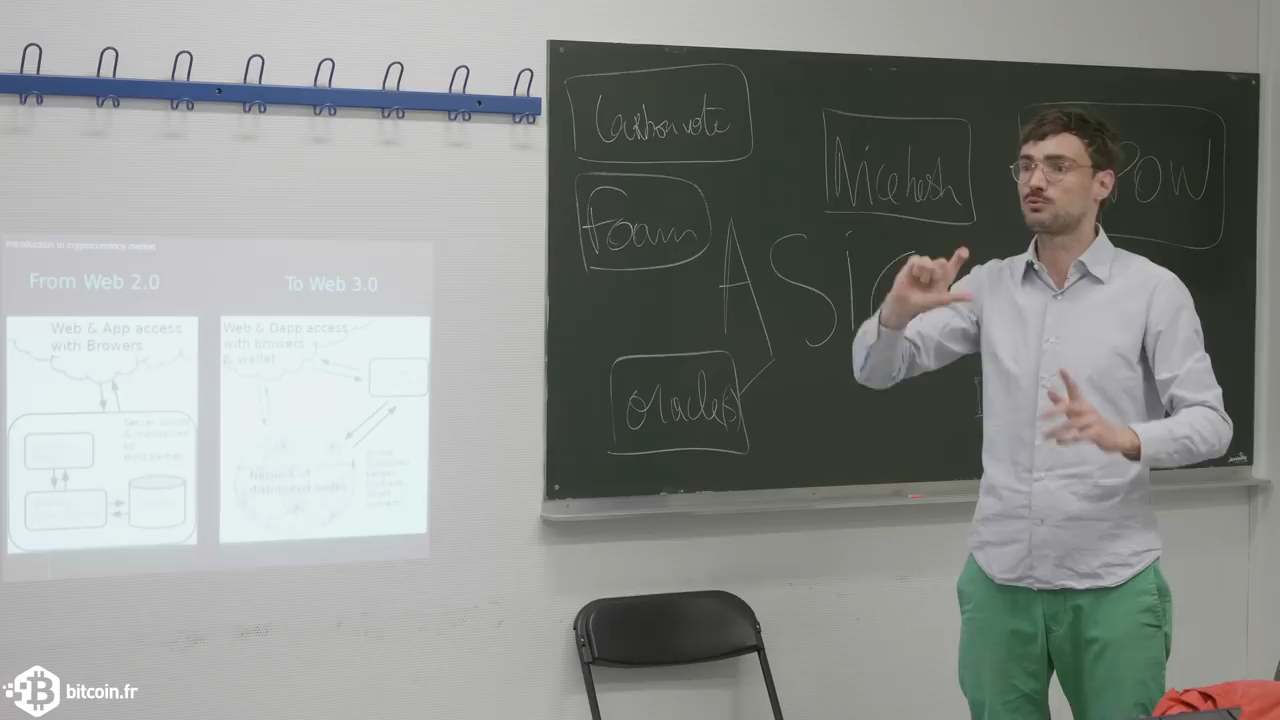 Introduction to cryptocurrency market
From Web 2.0
To Web 3.0
Web & App access
with Browers
Web & Dapp access
with browers
& wallet
Network of
distributed nodes
Carbonvote
Foam
Nicehash
POW
ASic
oracle(s)
bitcoin.fr